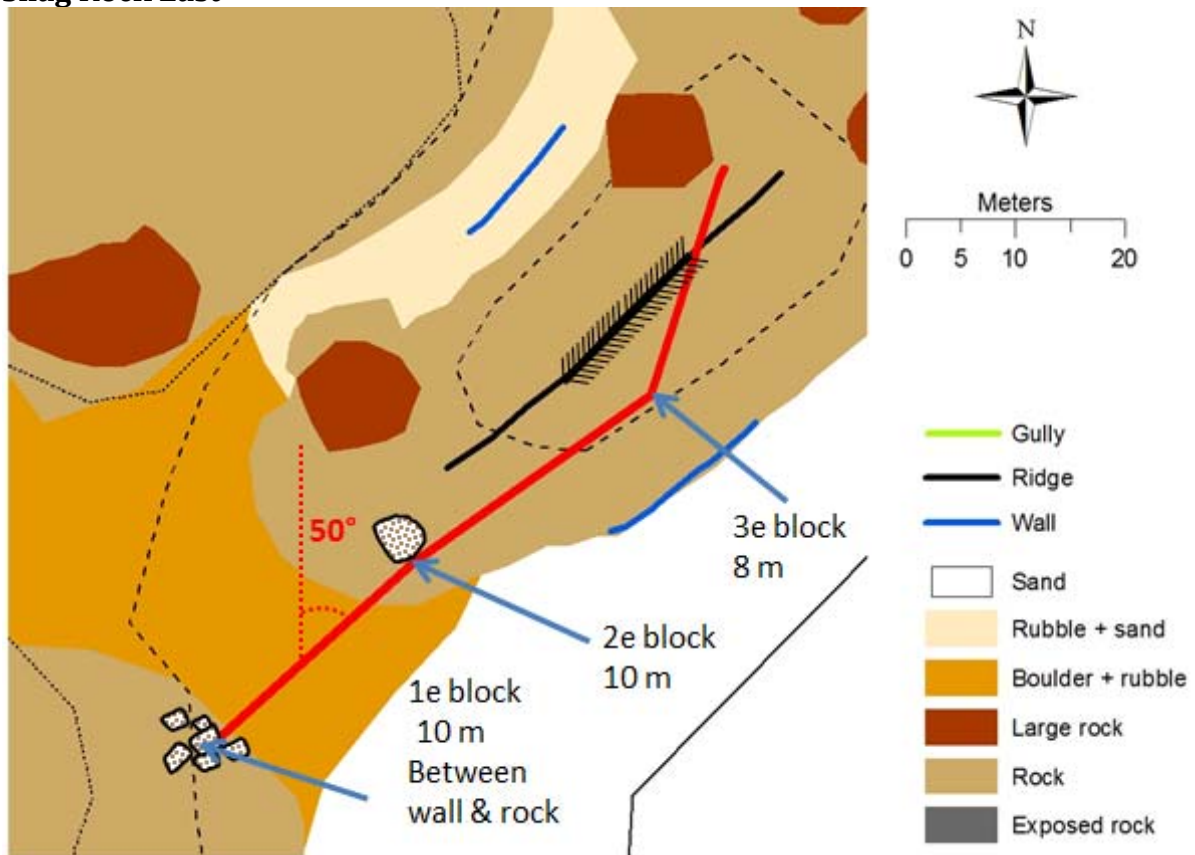 N
Meters
0 5 10 20
50°
3e block
8 m
2e block
10 m
1e block
10 m
Between
wall & rock
Gully
Ridge
Wall
Sand
Rubble + sand
Boulder + rubble
Large rock
Rock
Exposed rock